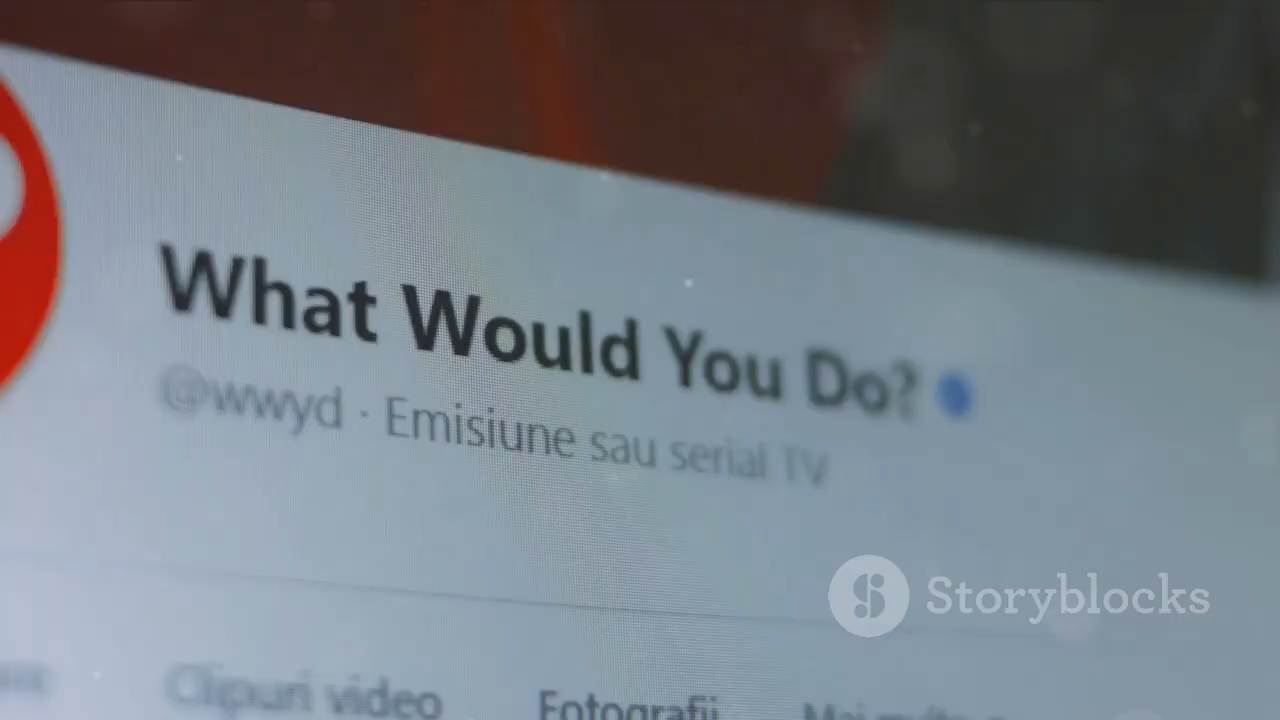 What Would You Do?
@wwyd · Emisiune sau serial TV
Storyblocks
Clipuri video Fotografii